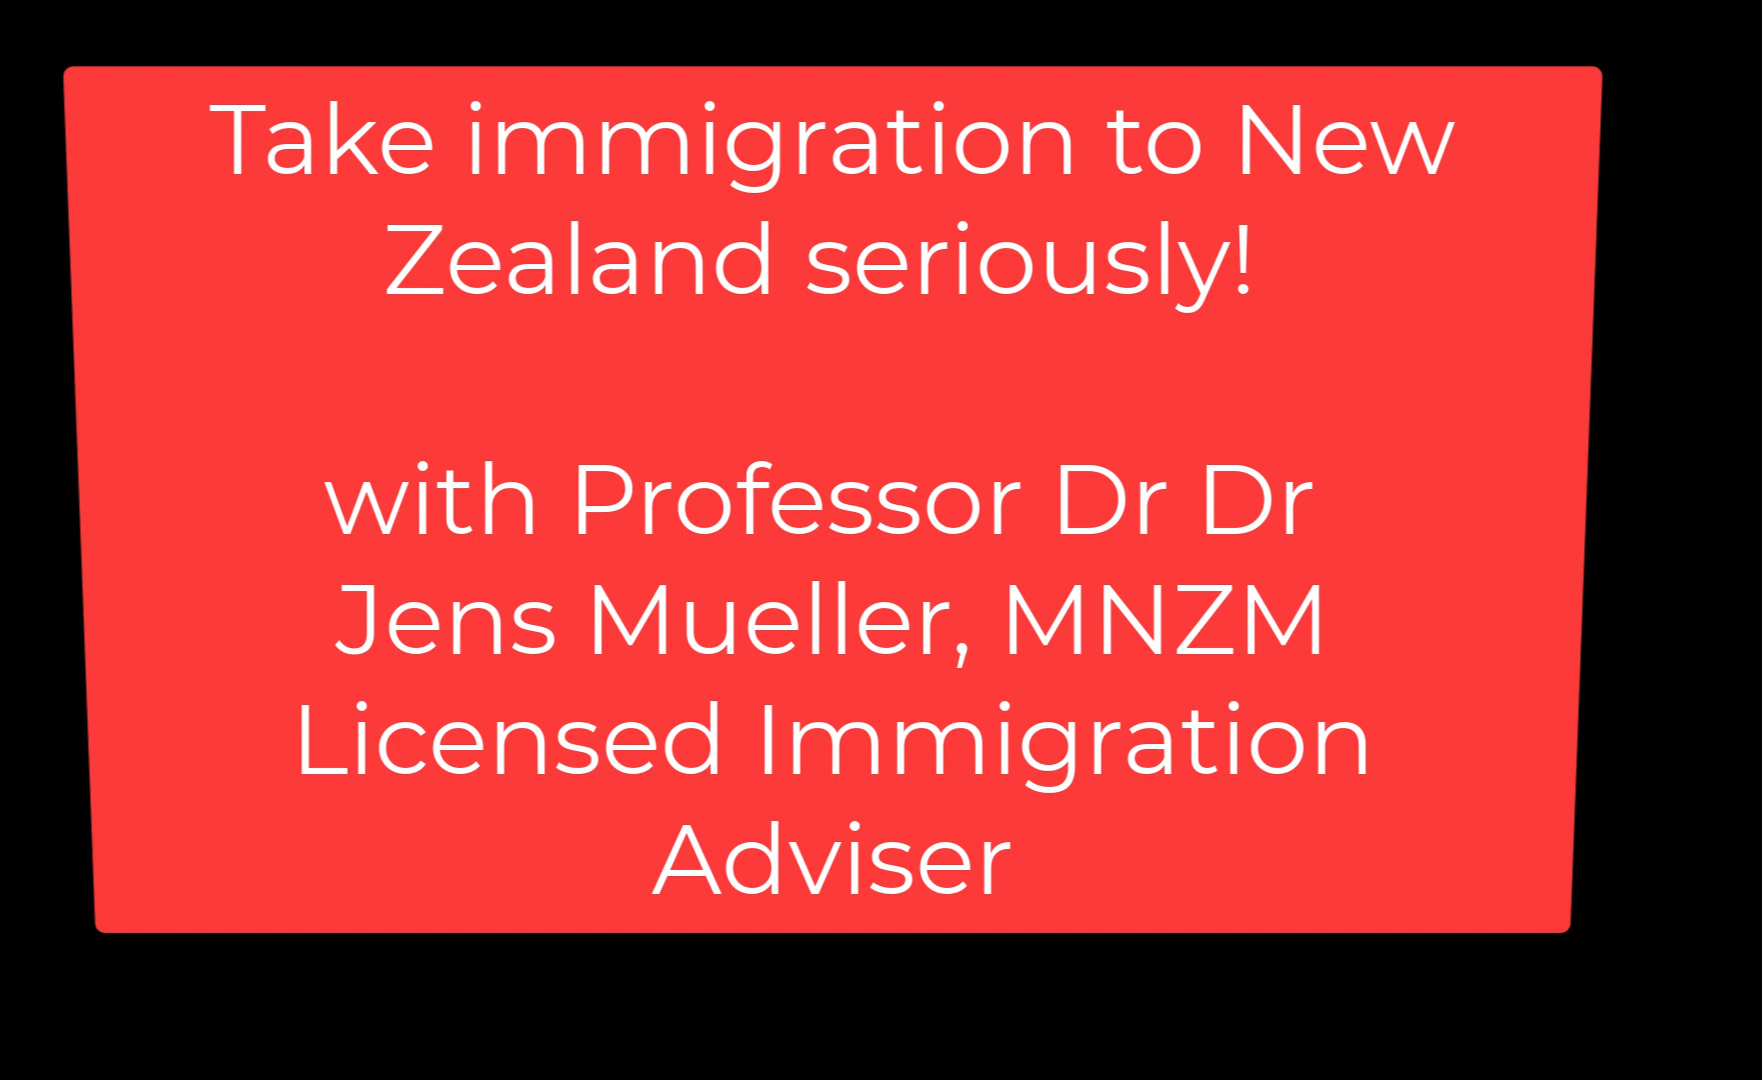 Take immigration to New
Zealand seriously!
with Professor Dr Dr
Jens Mueller, MNZM
Licensed Immigration
Adviser